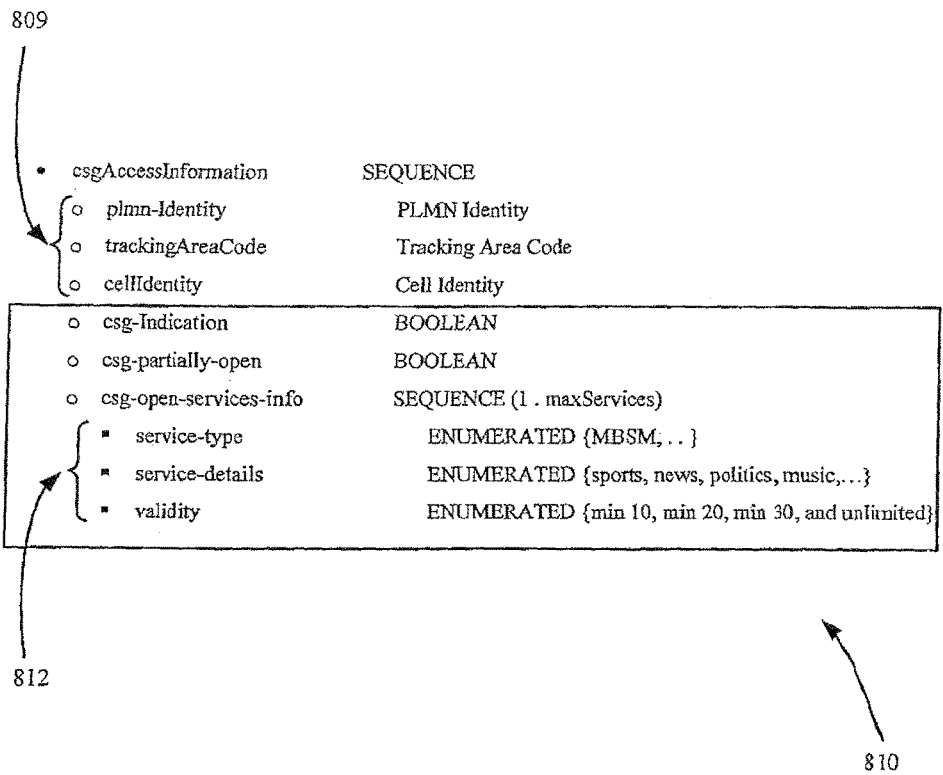 809
• csgAccessInformation SEQUENCE
○ plmn-Identity PLMN Identity
○ trackingAreaCode Tracking Area Code
○ cellIdentity Cell Identity
○ csg-Indication BOOLEAN
○ csg-partially-open BOOLEAN
○ csg-open-services-info SEQUENCE (1 . maxServices)
▪ service-type ENUMERATED {MBSM, . . }
▪ service-details ENUMERATED {sports, news, politics, music,...}
▪ validity ENUMERATED {min 10, min 20, min 30, and unlimited}
812
810